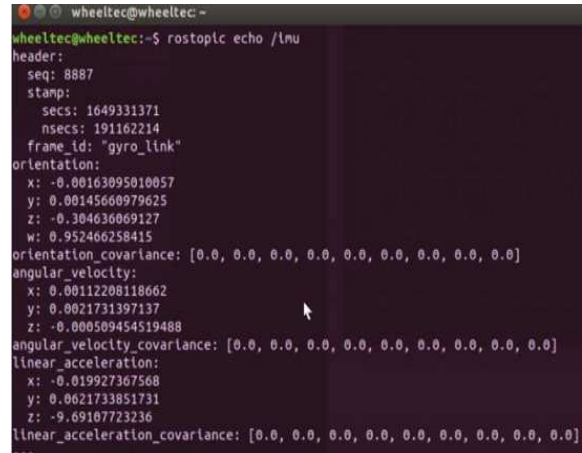 wheeltec@wheeltec: ~
wheeltec@wheeltec:~$ rostopic echo /imu
header:
  seq: 8887
  stamp:
    secs: 1649331371
    nsecs: 191162214
  frame_id: "gyro_link"
orientation:
  x: -0.00163095010057
  y: 0.00145660979625
  z: -0.304636069127
  w: 0.952466258415
orientation_covariance: [0.0, 0.0, 0.0, 0.0, 0.0, 0.0, 0.0, 0.0, 0.0]
angular_velocity:
  x: 0.00112208118662
  y: 0.0021731397137
  z: -0.000509454519488
angular_velocity_covariance: [0.0, 0.0, 0.0, 0.0, 0.0, 0.0, 0.0, 0.0, 0.0]
linear_acceleration:
  x: -0.019927367568
  y: 0.0621733851731
  z: -9.69107723236
linear_acceleration_covariance: [0.0, 0.0, 0.0, 0.0, 0.0, 0.0, 0.0, 0.0, 0.0]
---